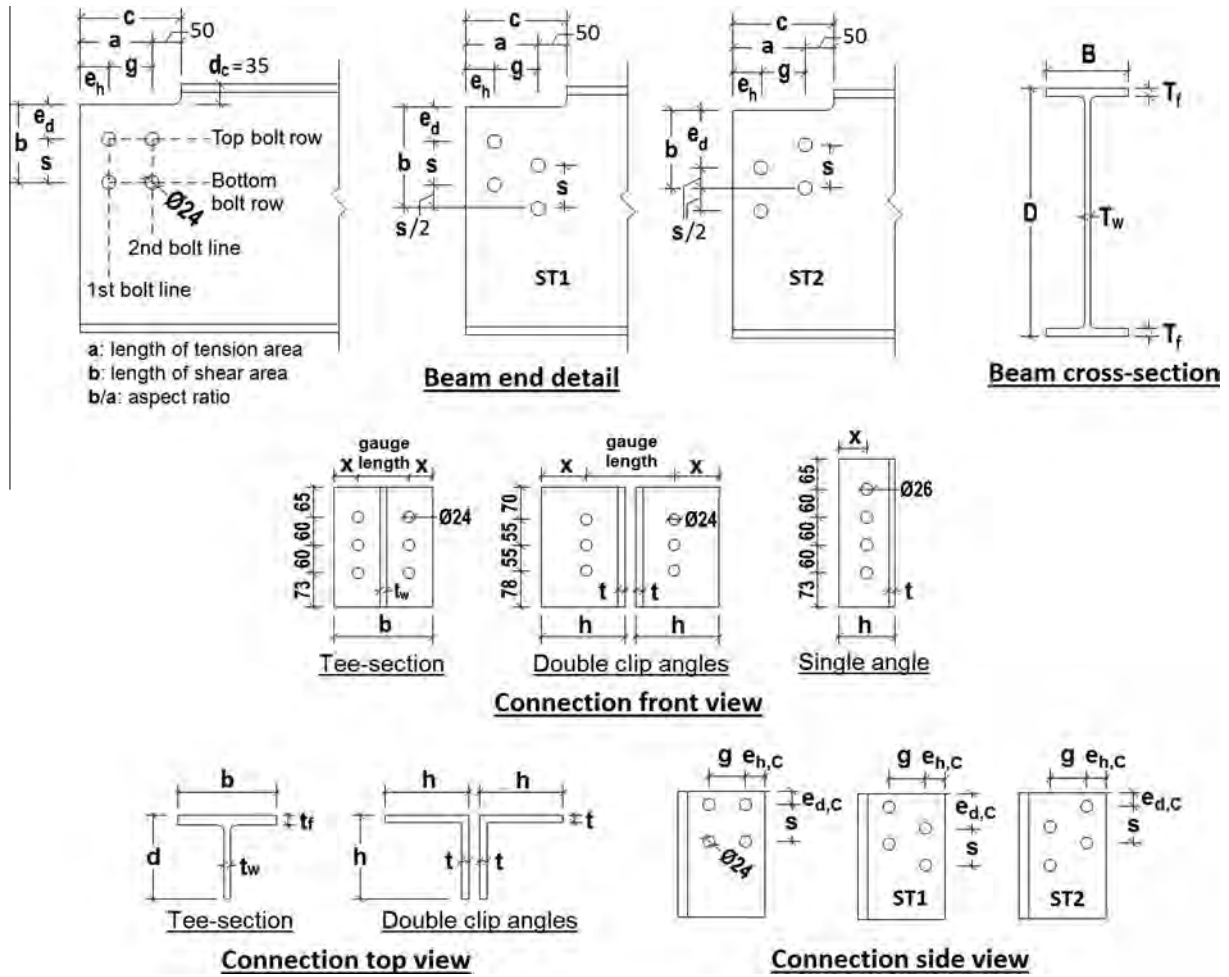 c
a
50
e_h
g
d_c=35
b
e_d
s
Top bolt row
Bottom
bolt row
Ø24
2nd bolt line
1st bolt line
a: length of tension area
b: length of shear area
b/a: aspect ratio
c
a
50
e_h
g
b
e_d
s
s
s/2
ST1
c
a
50
e_h
g
b
e_d
s
s/2
ST2
Beam end detail
B
T_f
D
T_w
T_f
Beam cross-section
gauge
length
x
x
65
60
60
73
Ø24
t_w
b
Tee-section
gauge
length
x
x
70
55
55
78
Ø24
t
t
h
h
Double clip angles
x
65
60
60
60
73
Ø26
t
h
Single angle
Connection front view
b
d
t_f
t_w
Tee-section
h
h
h
t
t
t
Double clip angles
Connection top view
g
e_h,C
e_d,C
s
Ø24
g
e_h,C
e_d,C
s
ST1
g
e_h,C
e_d,C
s
ST2
Connection side view